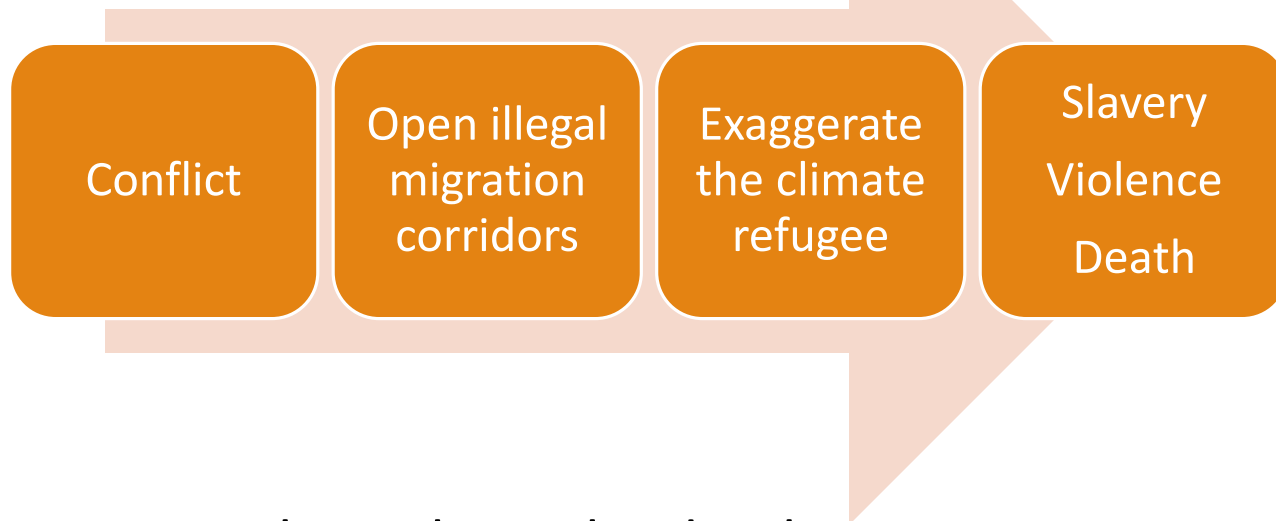 Conflict
Open illegal
migration
corridors
Exaggerate
the climate
refugee
Slavery
Violence
Death